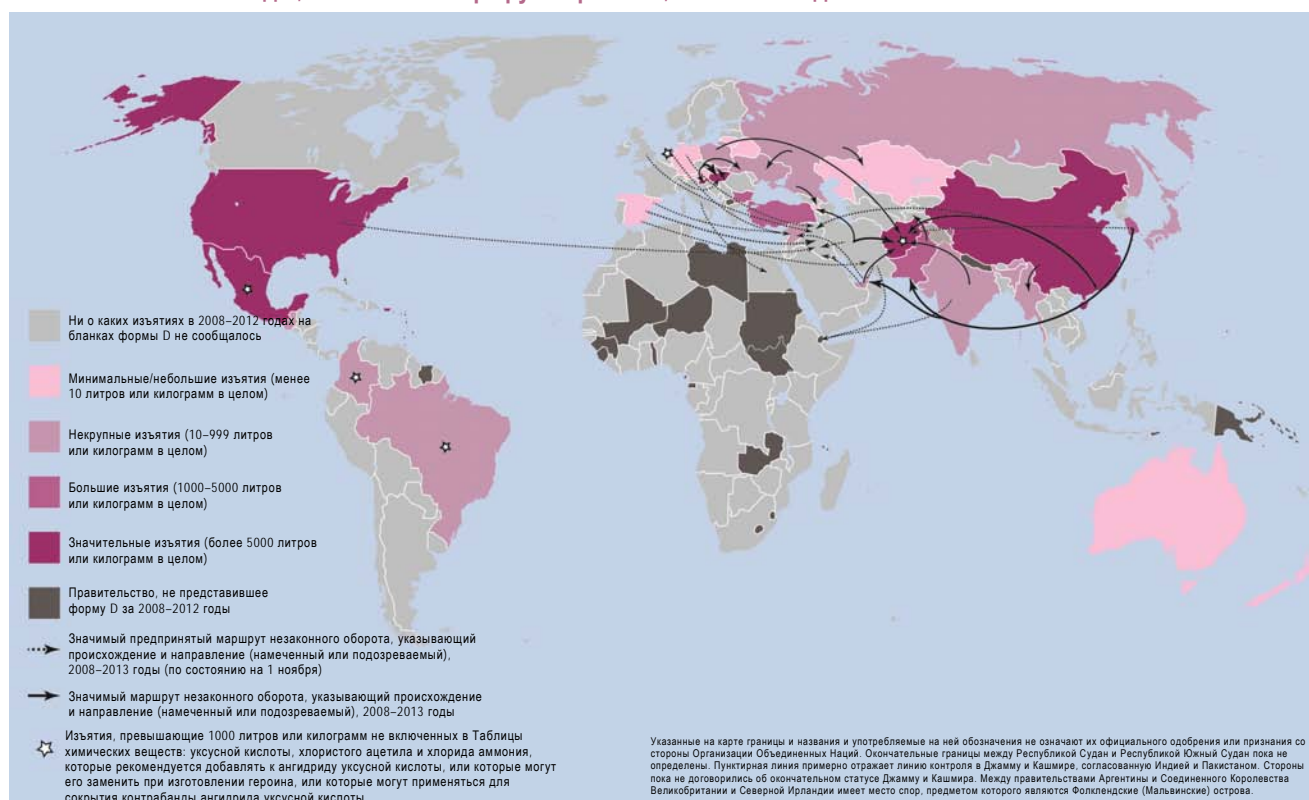 Ни о каких изъятиях в 2008–2012 годах на
бланках формы D не сообщалось
Минимальные/небольшие изъятия (менее
10 литров или килограмм в целом)
Некрупные изъятия (10–999 литров
или килограмм в целом)
Большие изъятия (1000–5000 литров
или килограмм в целом)
Значительные изъятия (более 5000 литров
или килограмм в целом)
Правительство, не представившее
форму D за 2008–2012 годы
Значимый предпринятый маршрут незаконного оборота, указывающий
происхождение и направление (намеченный или подозреваемый),
2008–2013 годы (по состоянию на 1 ноября)
Значимый маршрут незаконного оборота, указывающий происхождение
и направление (намеченный или подозреваемый), 2008–2013 годы
Изъятия, превышающие 1000 литров или килограмм не включенных в Таблицы
химических веществ: уксусной кислоты, хлористого ацетила и хлорида аммония,
которые рекомендуется добавлять к ангидриду уксусной кислоты, или которые могут
его заменить при изготовлении героина, или которые могут применяться для
сокрытия контрабанды ангидрида уксусной кислоты
Указанные на карте границы и названия и употребляемые на ней обозначения не означают их официального одобрения или признания со
стороны Организации Объединенных Наций. Окончательные границы между Республикой Судан и Республикой Южный Судан пока не
определены. Пунктирная линия примерно отражает линию контроля в Джамму и Кашмире, согласованную Индией и Пакистаном. Стороны
пока не договорились об окончательном статусе Джамму и Кашмира. Между правительствами Аргентины и Соединенного Королевства
Великобритании и Северной Ирландии имеет место спор, предметом которого являются Фолклендские (Мальвинские) острова.